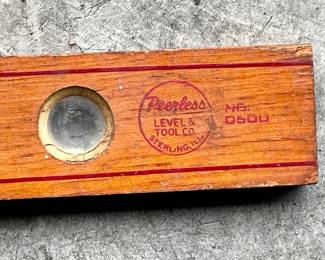 Peerless
LEVEL &
TOOL CO.
STERLING, ILL.
NO.
0500